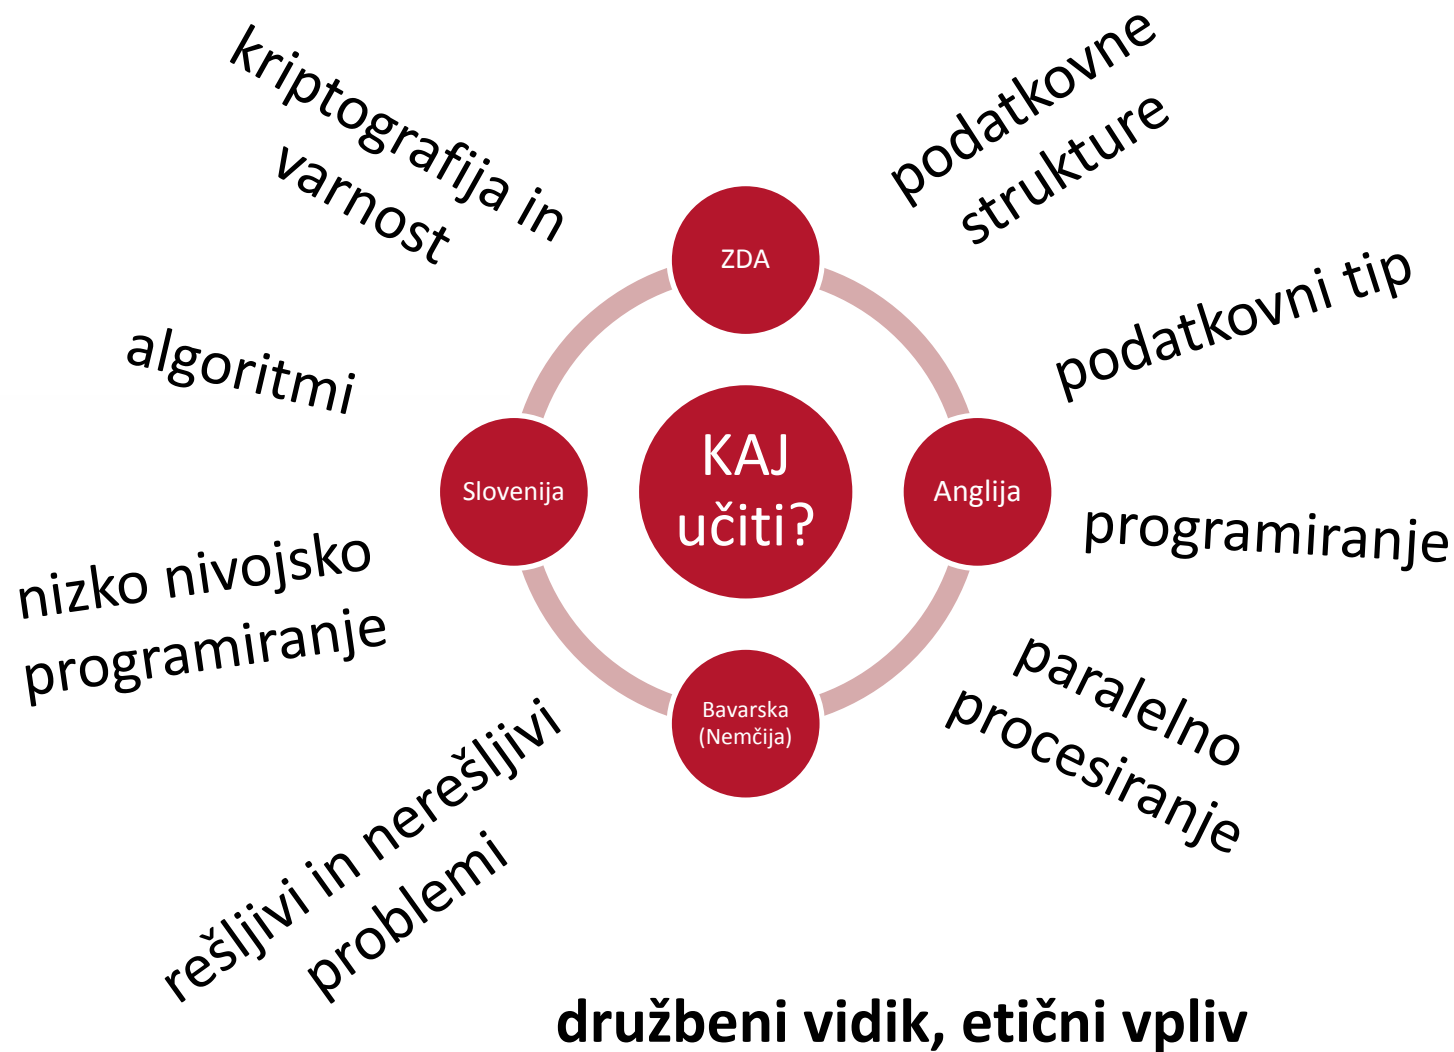 kriptografija in
varnost
podatkovne
strukture
ZDA
podatkovni tip
algoritmi
KAJ
učiti?
Slovenija
Anglija
programiranje
nizko nivojsko
programiranje
Bavarska
(Nemčija)
paralelno
procesiranje
rešljivi in nerešljivi
problemi
družbeni vidik, etični vpliv